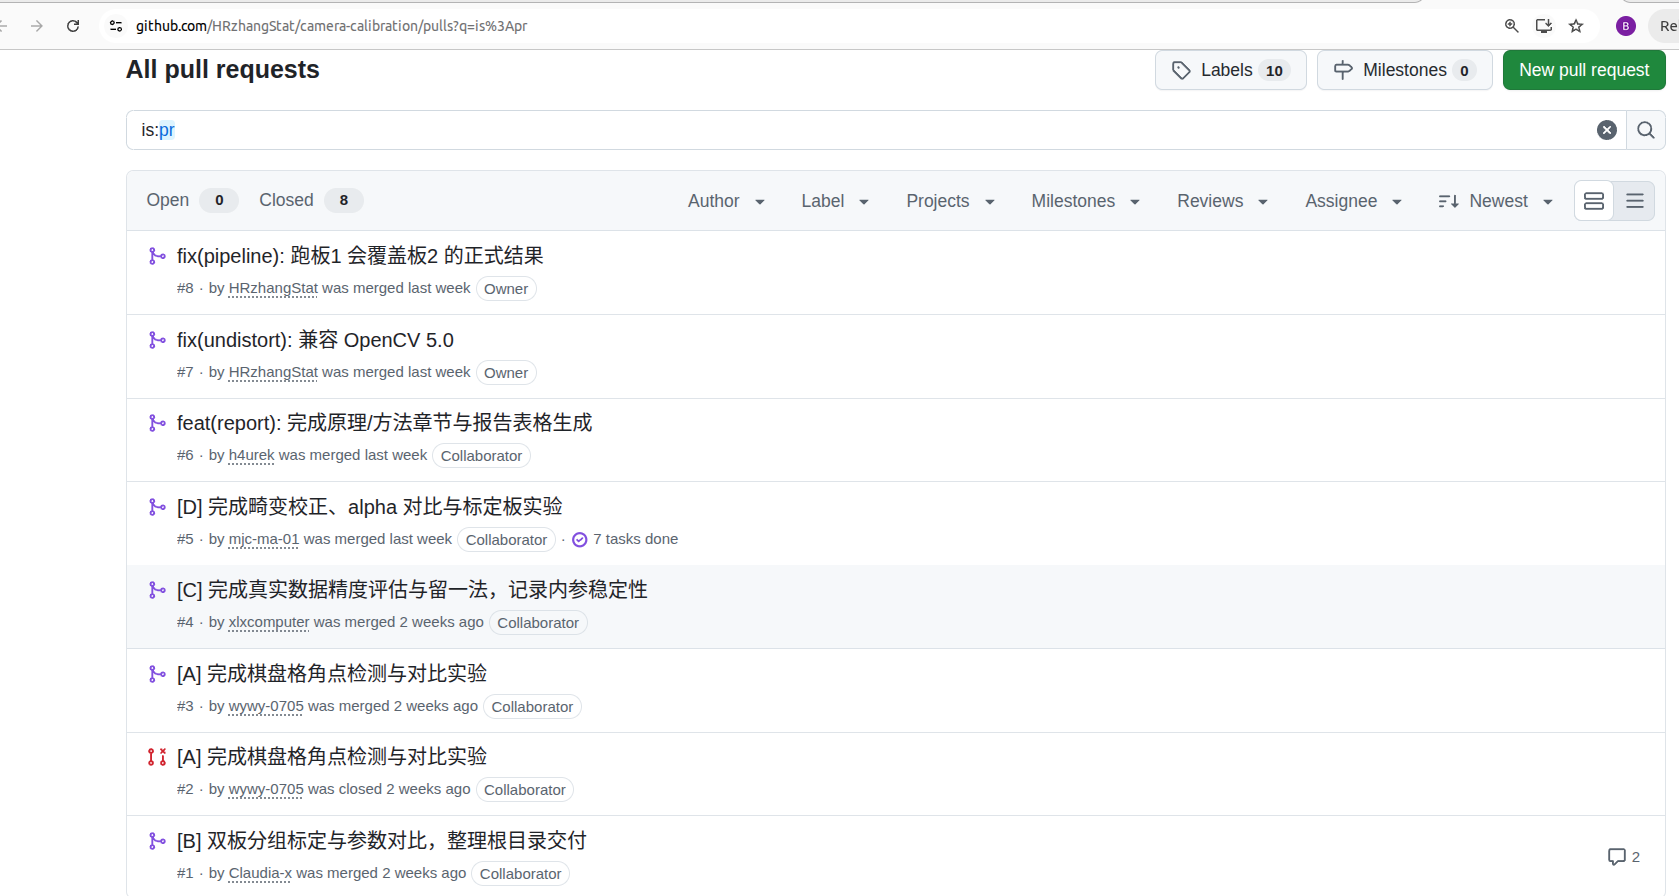 github.com/HRzhangStat/camera-calibration/pulls?q=is%3Apr
B
Re
All pull requests
Labels 10
Milestones 0
New pull request
is:pr
Open 0 Closed 8 Author Label Projects Milestones Reviews Assignee Newest
fix(pipeline): 跑板1 会覆盖板2 的正式结果
#8 · by HRzhangStat was merged last week Owner
fix(undistort): 兼容 OpenCV 5.0
#7 · by HRzhangStat was merged last week Owner
feat(report): 完成原理/方法章节与报告表格生成
#6 · by h4urek was merged last week Collaborator
[D] 完成畸变校正、alpha 对比与标定板实验
#5 · by mjc-ma-01 was merged last week Collaborator · 7 tasks done
[C] 完成真实数据精度评估与留一法，记录内参稳定性
#4 · by xlxcomputer was merged 2 weeks ago Collaborator
[A] 完成棋盘格角点检测与对比实验
#3 · by wywy-0705 was merged 2 weeks ago Collaborator
[A] 完成棋盘格角点检测与对比实验
#2 · by wywy-0705 was closed 2 weeks ago Collaborator
[B] 双板分组标定与参数对比，整理根目录交付
#1 · by Claudia-x was merged 2 weeks ago Collaborator
2